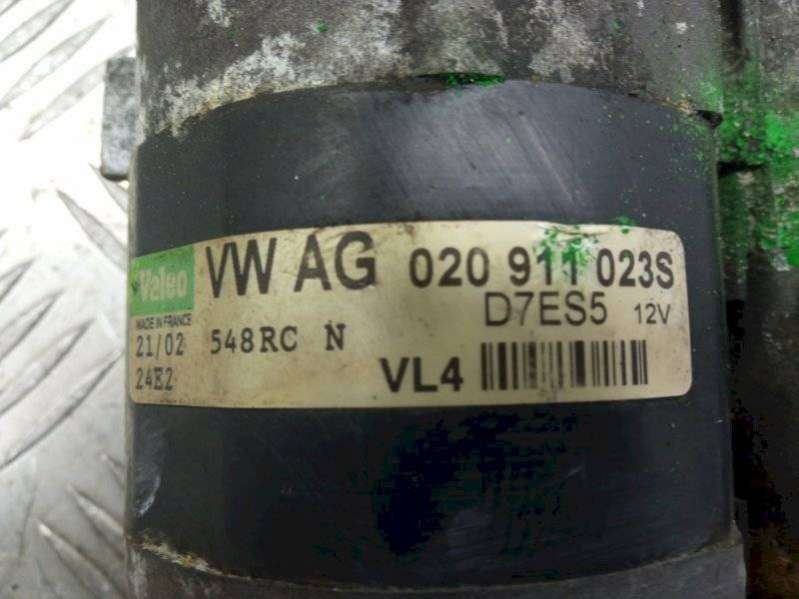 Valeo VW AG 020 911 023S
MADE IN FRANCE D7ES5 12V
21/02 548RC N
24E2 VL4